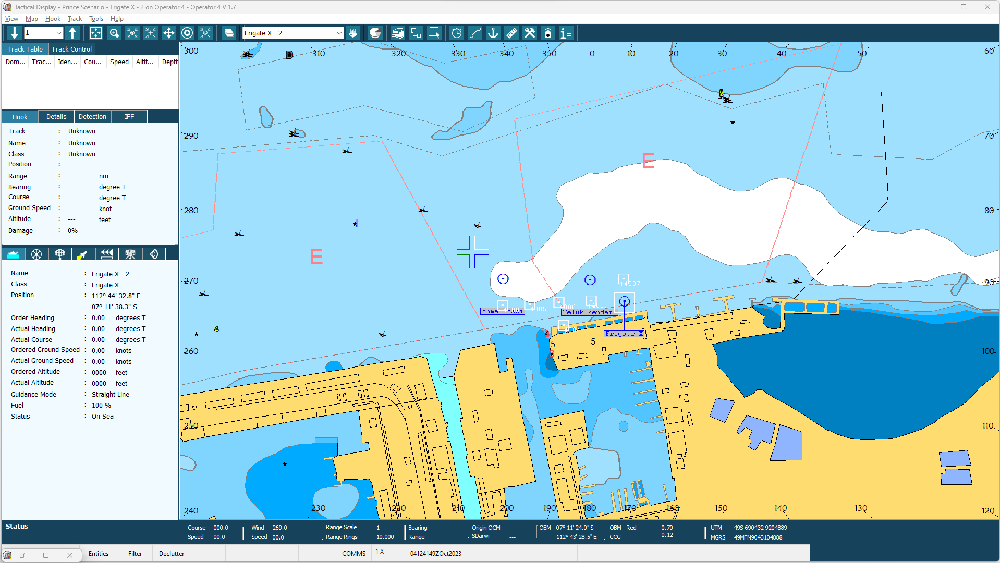 Tactical Display - Prince Scenario - Frigate X - 2 on Operator 4 - Operator 4 V 1.7
View Map Hook Track Tools Help
1
Frigate X - 2
Track Table Track Control
Dom... Trac... Iden... Cou... Speed Altit... Depth
Hook Details Detection IFF
Track : Unknown
Name : Unknown
Class : Unknown
Position : --- ---
Range : --- nm
Bearing : --- degree T
Course : --- degree T
Ground Speed : --- knot
Altitude : --- feet
Damage : 0%
Name : Frigate X - 2
Class : Frigate X
Position : 112° 44' 32.8" E
07° 11' 38.3" S
Order Heading : 0.00 degrees T
Actual Heading : 0.00 degrees T
Actual Course : 0.00 degrees T
Ordered Ground Speed : 0.00 knots
Actual Ground Speed : 0.00 knots
Ordered Altitude : 0000 feet
Actual Altitude : 0000 feet
Guidance Mode : Straight Line
Fuel : 100 %
Status : On Sea
300 310 320 330 340 350 0 10 20 30 40 50 60
D
5
290 70
E
280 80
E
270 90
t4007
t4005 t4006 t4009
Ahmad Yani Teluk Kendari
4
4
Frigate X
5 5
260 100
250 110
240 230 220 210 200 190 180 170 160 150 140 130 120
Status
Course 000.0 Wind 269.0 Range Scale 1 Bearing --- Origin OCM --- OBM 07° 11' 24.0" S OBM Red 0.70 UTM 49S 690432 9204889
Speed 00.0 Speed 00.0 Range Rings 10.000 Range --- SDarwi --- 112° 43' 28.5" E CCG 0.12 MGRS 49MFN9043104888
Entities Filter Declutter COMMS 1 X 04124149ZOct2023